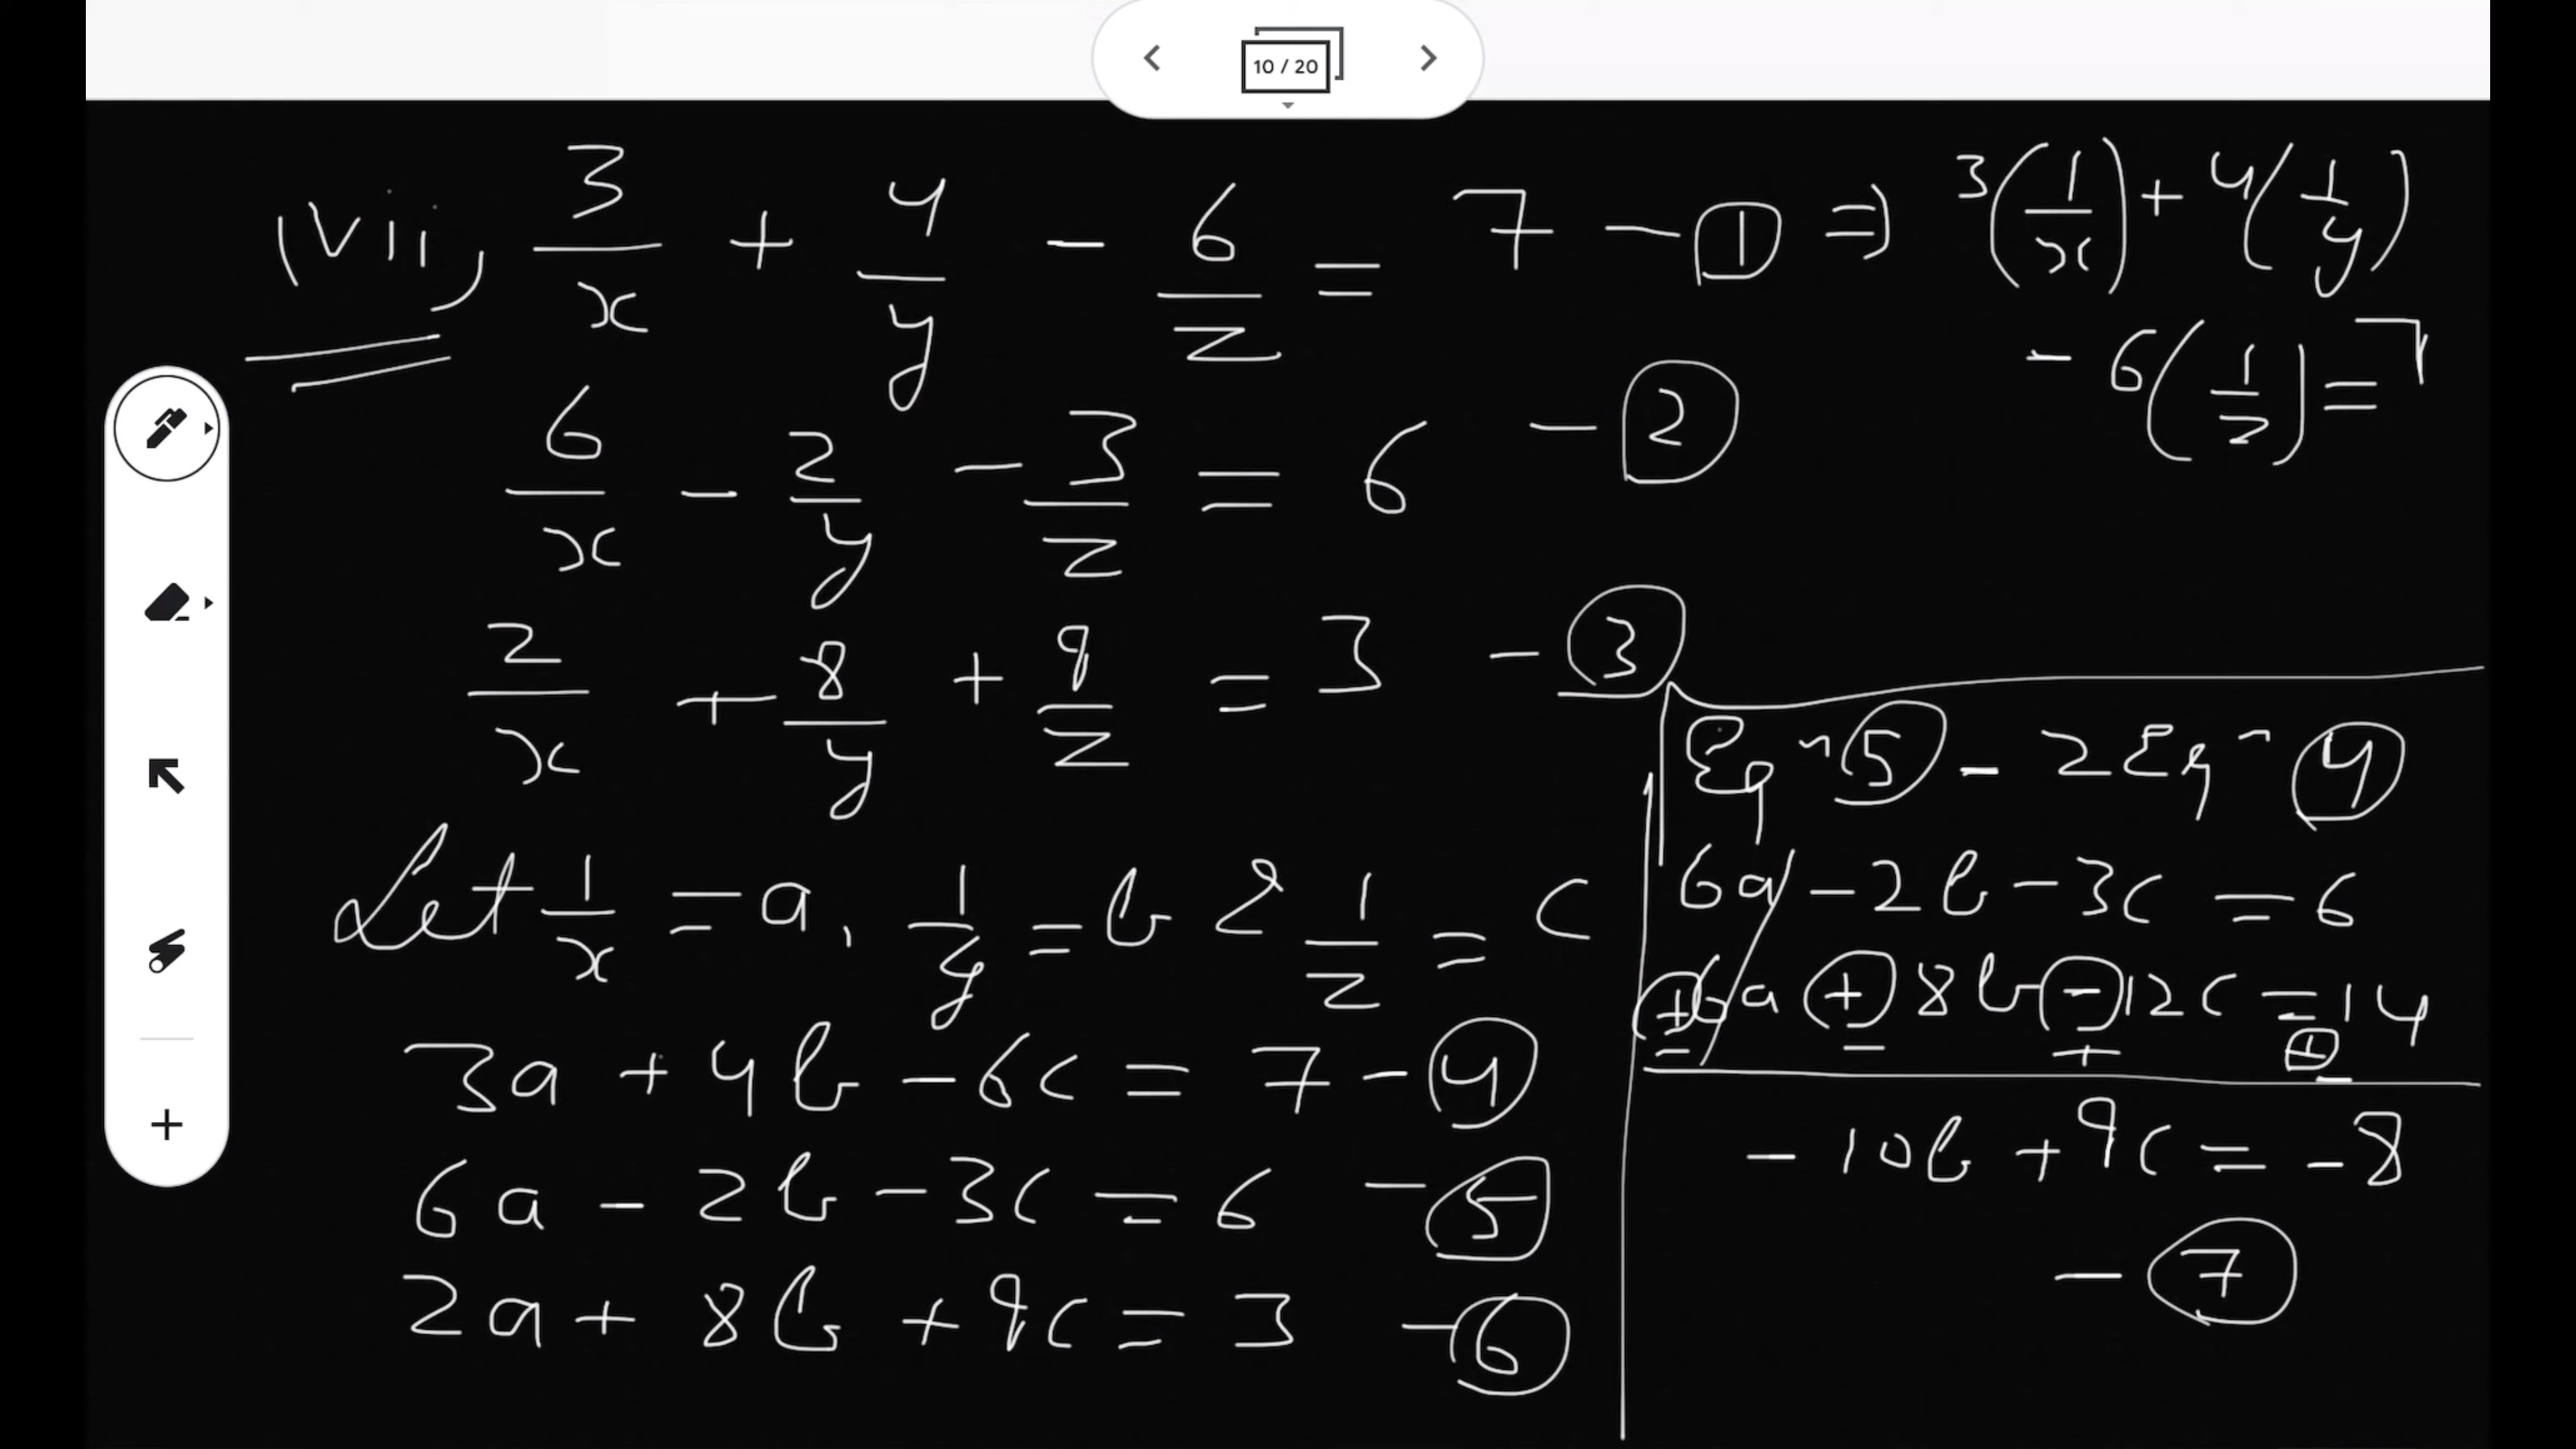 10 / 20
(Vii) 3/x + 4/y - 6/z = 7 - ① ⇒ 3(1/x) + 4(1/y)
- 6(1/z) = 7
6/x - 2/y - 3/z = 6 - ②
2/x + 8/y + 9/z = 3 - ③
Let 1/x = a, 1/y = b & 1/z = c
3a + 4b - 6c = 7 - ④
6a - 2b - 3c = 6 - ⑤
2a + 8b + 9c = 3 - ⑥
Eqⁿ ⑤ - 2Eqⁿ ④
6a - 2b - 3c = 6
+6a + 8b - 12c = 14
- - + -
-10b + 9c = -8
- ⑦